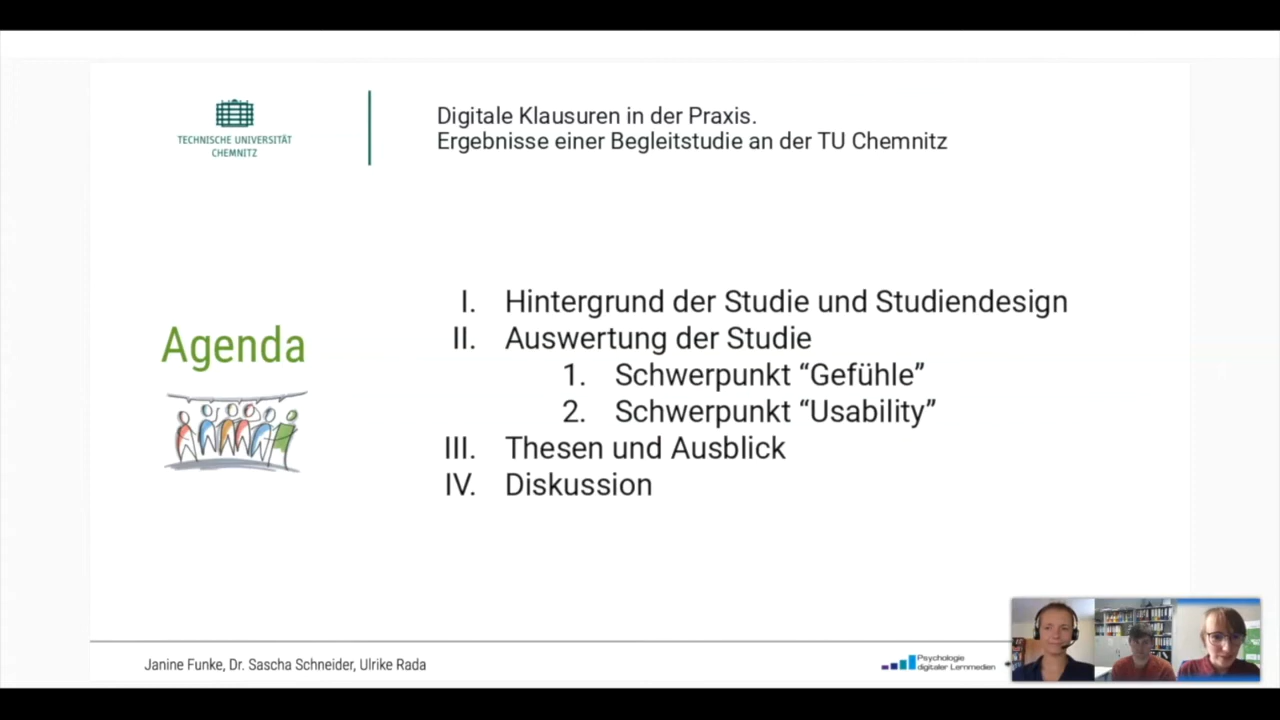 TECHNISCHE UNIVERSITÄT
CHEMNITZ
Digitale Klausuren in der Praxis.
Ergebnisse einer Begleitstudie an der TU Chemnitz
Agenda
I. Hintergrund der Studie und Studiendesign
II. Auswertung der Studie
1. Schwerpunkt “Gefühle”
2. Schwerpunkt “Usability”
III. Thesen und Ausblick
IV. Diskussion
Janine Funke, Dr. Sascha Schneider, Ulrike Rada
Psychologie
digitaler Lernmedien